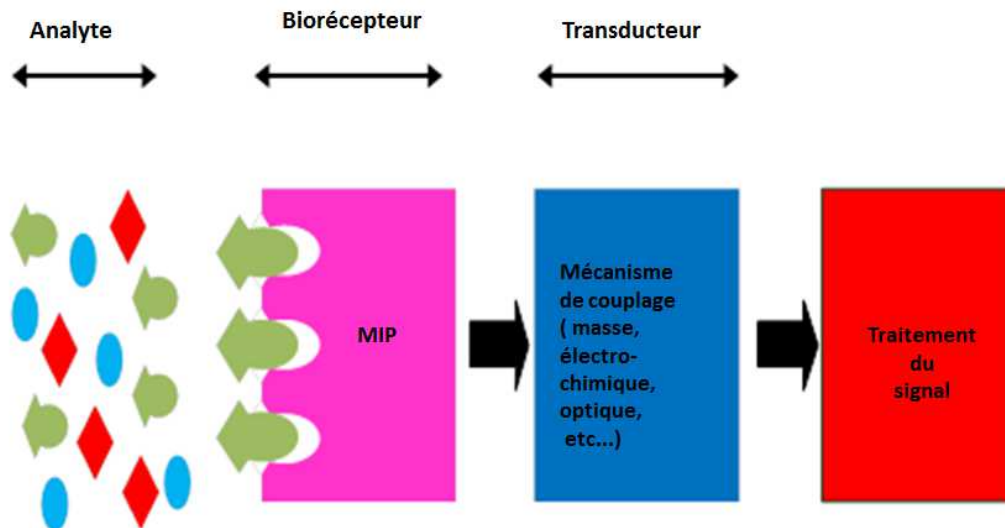 Analyte
Biorécepteur
Transducteur
MIP
Mécanisme
de couplage
( masse,
électro-
chimique,
optique,
etc...)
Traitement
du
signal